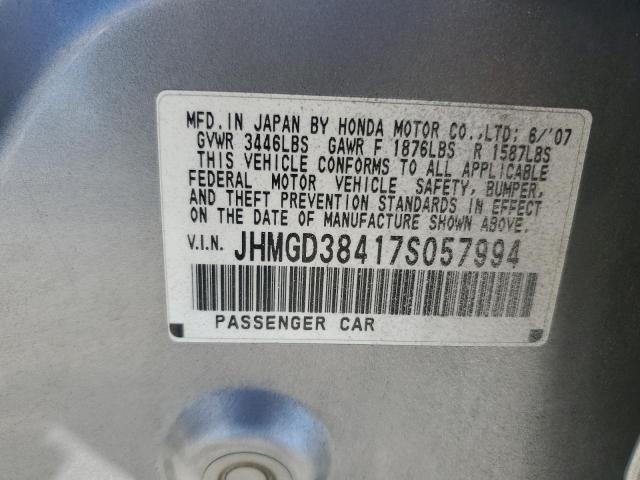 MFD.IN JAPAN BY HONDA MOTOR CO.,LTD: 6/'07
GVWR 3446LBS GAWR F 1876LBS R 1587LBS
THIS VEHICLE CONFORMS TO ALL APPLICABLE
FEDERAL MOTOR VEHICLE SAFETY, BUMPER,
AND THEFT PREVENTION STANDARDS IN EFFECT
ON THE DATE OF MANUFACTURE SHOWN ABOVE.
V.I.N. JHMGD38417S057994
PASSENGER CAR